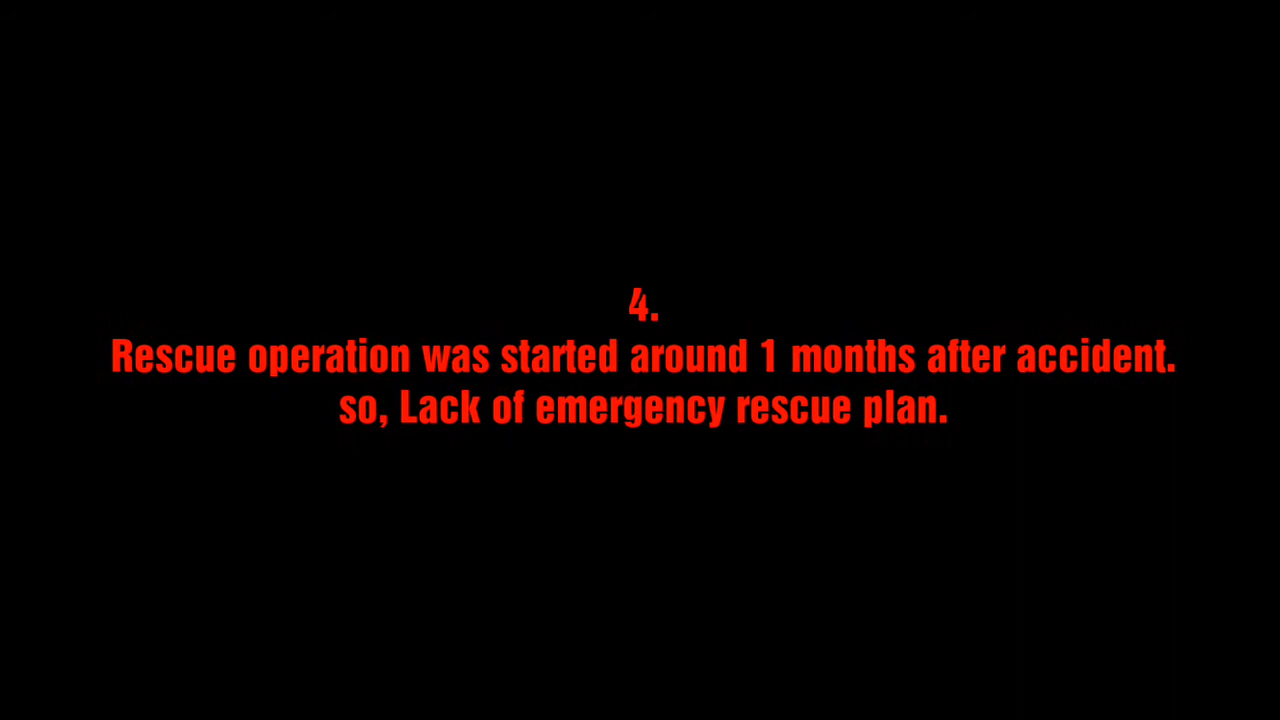 4.
Rescue operation was started around 1 months after accident.
so, Lack of emergency rescue plan.